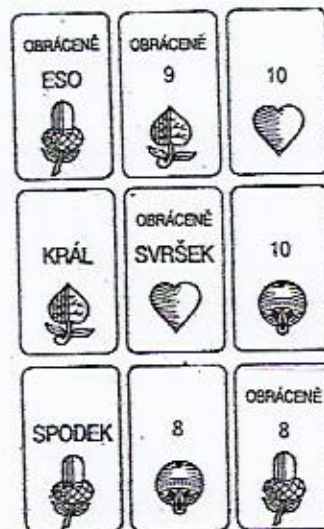 OBRÁCENĚ
ESO
OBRÁCENĚ
9
10
KRÁL
OBRÁCENĚ
SVRŠEK
10
SPODEK
8
OBRÁCENĚ
8